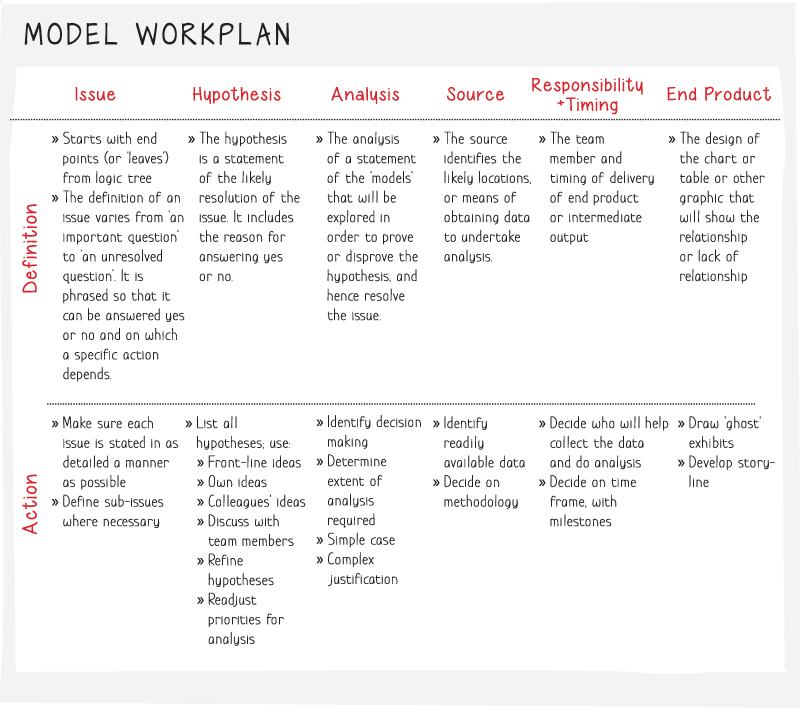 MODEL WORKPLAN
Issue
Hypothesis
Analysis
Source
Responsibility
+Timing
End Product
Definition
» Starts with end
points (or 'leaves')
from logic tree
» The definition of an
issue varies from 'an
important question'
to 'an unresolved
question'. It is
phrased so that it
can be answered yes
or no and on which
a specific action
depends.
» The hypothesis
is a statement
of the likely
resolution of the
issue. It includes
the reason for
answering yes
or no.
» The analysis
of a statement
of the 'models'
that will be
explored in
order to prove
or disprove the
hypothesis, and
hence resolve
the issue.
» The source
identifies the
likely locations,
or means of
obtaining data
to undertake
analysis.
» The team
member and
timing of delivery
of end product
or intermediate
output
» The design of
the chart or
table or other
graphic that
will show the
relationship
or lack of
relationship
Action
» Make sure each
issue is stated in as
detailed a manner
as possible
» Define sub-issues
where necessary
» List all
hypotheses; use:
» Front-line ideas
» Own ideas
» Colleagues' ideas
» Discuss with
team members
» Refine
hypotheses
» Readjust
priorities for
analysis
» Identify decision
making
» Determine
extent of
analysis
required
» Simple case
» Complex
justification
» Identify
readily
available data
» Decide on
methodology
» Decide who will help
collect the data
and do analysis
» Decide on time
frame, with
milestones
» Draw 'ghost'
exhibits
» Develop story-
line